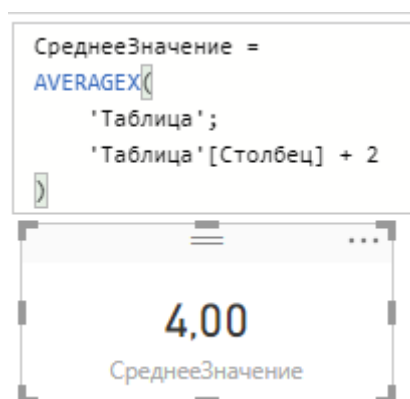 СреднееЗначение =
AVERAGEX(
'Таблица';
'Таблица'[Столбец] + 2
)
4,00
СреднееЗначение